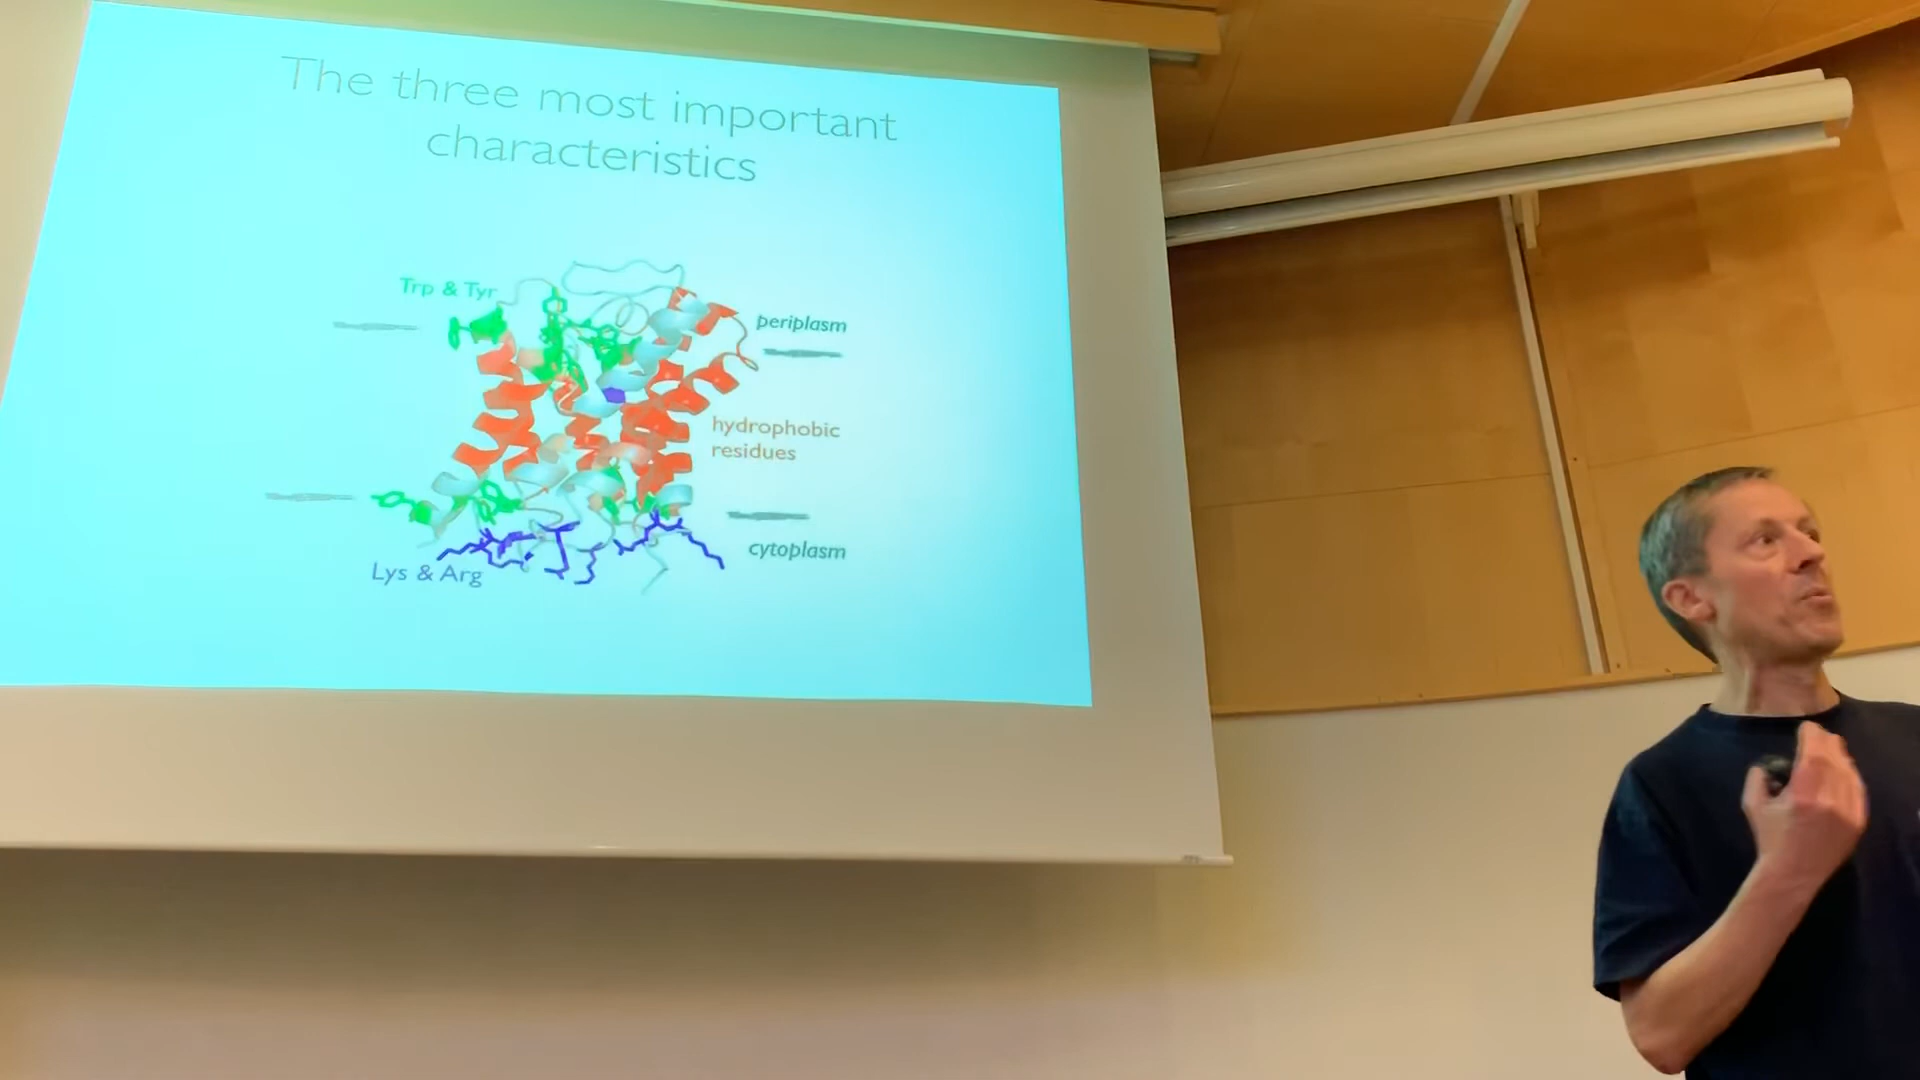 The three most important
characteristics
Trp & Tyr
periplasm
hydrophobic
residues
cytoplasm
Lys & Arg